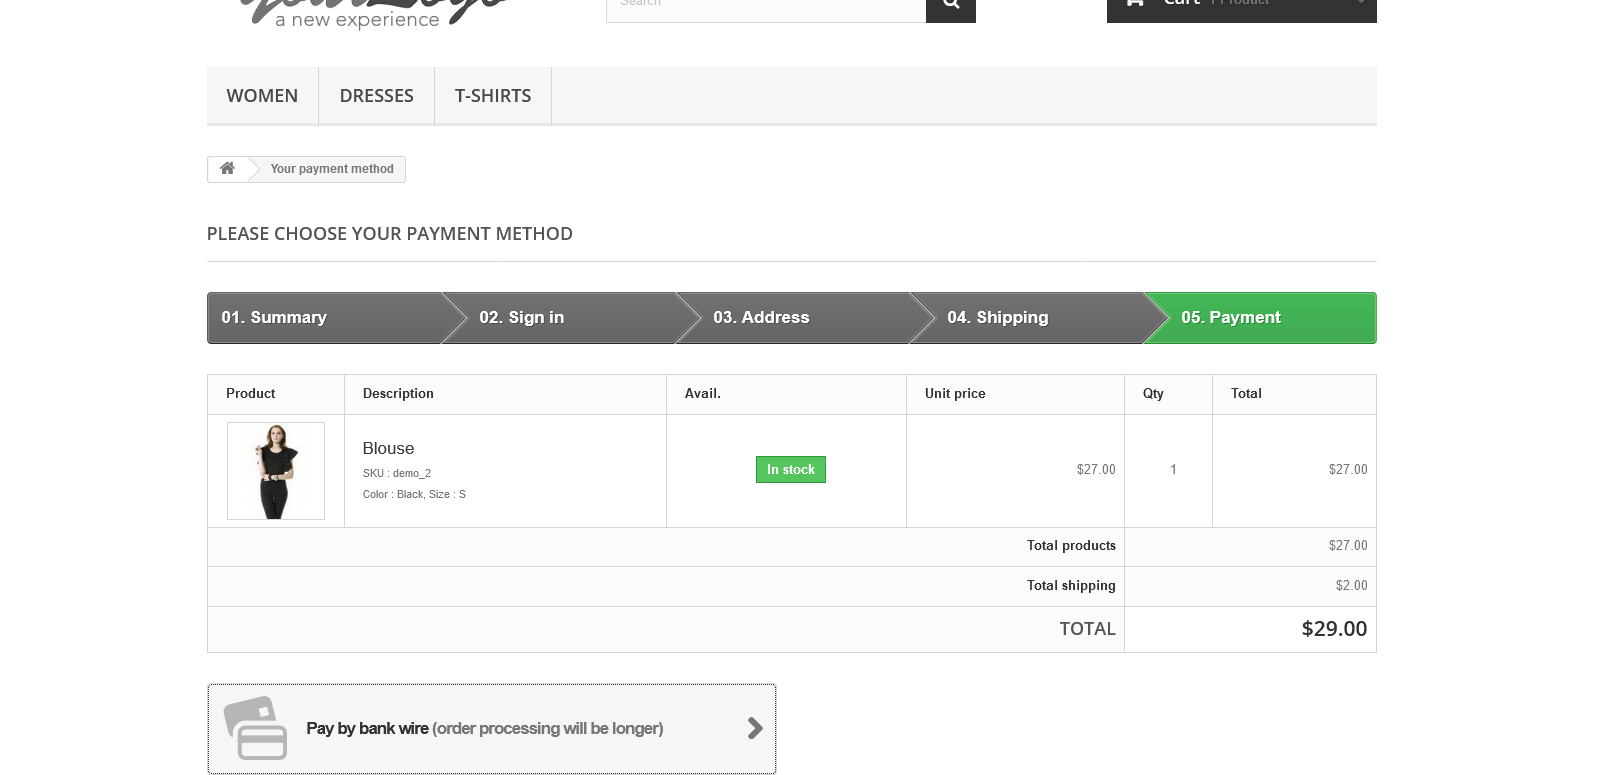 a new experience
Search
Cart 1 Product
WOMEN
DRESSES
T-SHIRTS
Your payment method
PLEASE CHOOSE YOUR PAYMENT METHOD
01. Summary
02. Sign in
03. Address
04. Shipping
05. Payment
Product Description Avail. Unit price Qty Total
Blouse
SKU : demo_2
Color : Black, Size : S
In stock
$27.00
1
$27.00
Total products $27.00
Total shipping $2.00
TOTAL $29.00
Pay by bank wire (order processing will be longer)